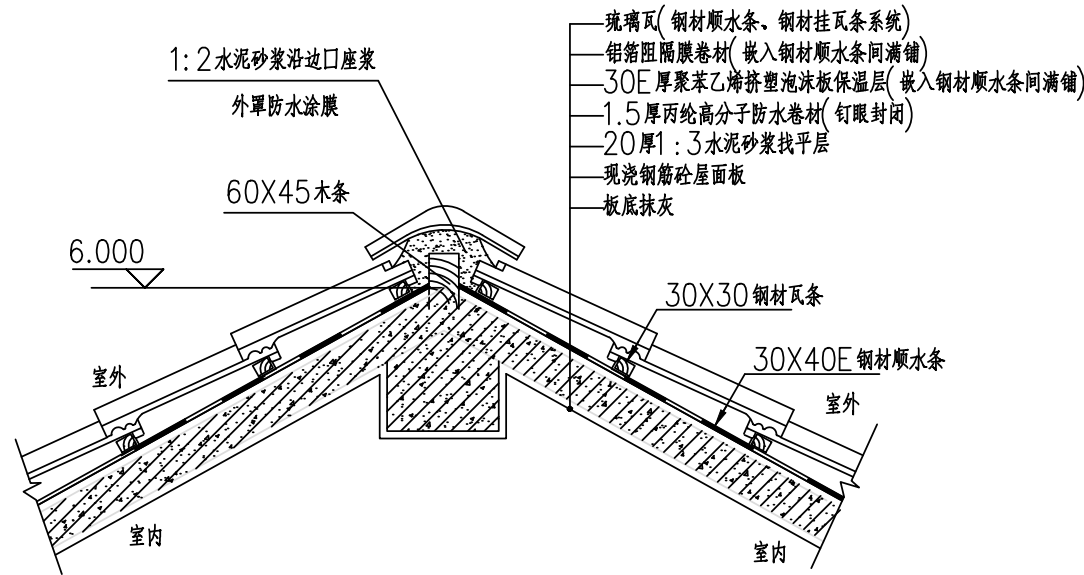 琉璃瓦(钢材顺水条、钢材挂瓦条系统)
铝箔阻隔膜卷材(嵌入钢材顺水条间满铺)
30E厚聚苯乙烯挤塑泡沫板保温层(嵌入钢材顺水条间满铺)
1.5厚丙纶高分子防水卷材(钉眼封闭)
20厚1:3水泥砂浆找平层
现浇钢筋砼屋面板
板底抹灰
1:2水泥砂浆沿边口座浆
外罩防水涂膜
60X45木条
6.000
30X30钢材瓦条
30X40E钢材顺水条
室外
室外
室内
室内